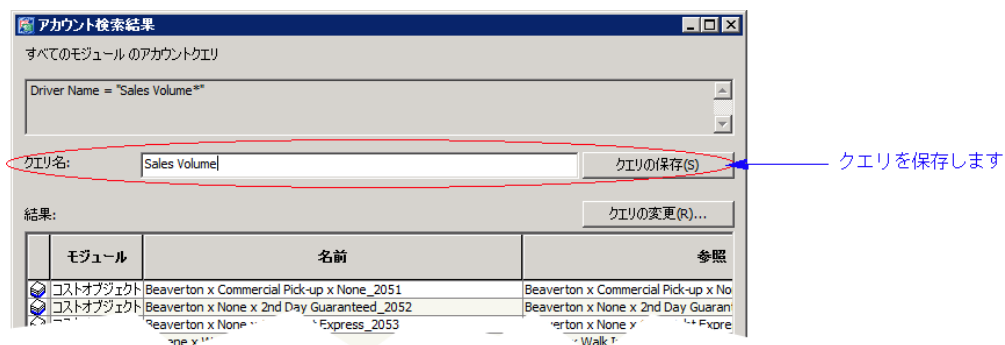 アカウント検索結果
すべてのモジュール のアカウントクエリ
Driver Name = "Sales Volume*"
クエリ名: Sales Volume クエリの保存(S) クエリを保存します
結果: クエリの変更(R)...
モジュール 名前 参照
コストオブジェクト Beaverton x Commercial Pick-up x None_2051 Beaverton x Commercial Pick-up x No
コストオブジェクト Beaverton x None x 2nd Day Guaranteed_2052 Beaverton x None x 2nd Day Guaran
Beaverton x None Express_2053 erton x None x
Walk